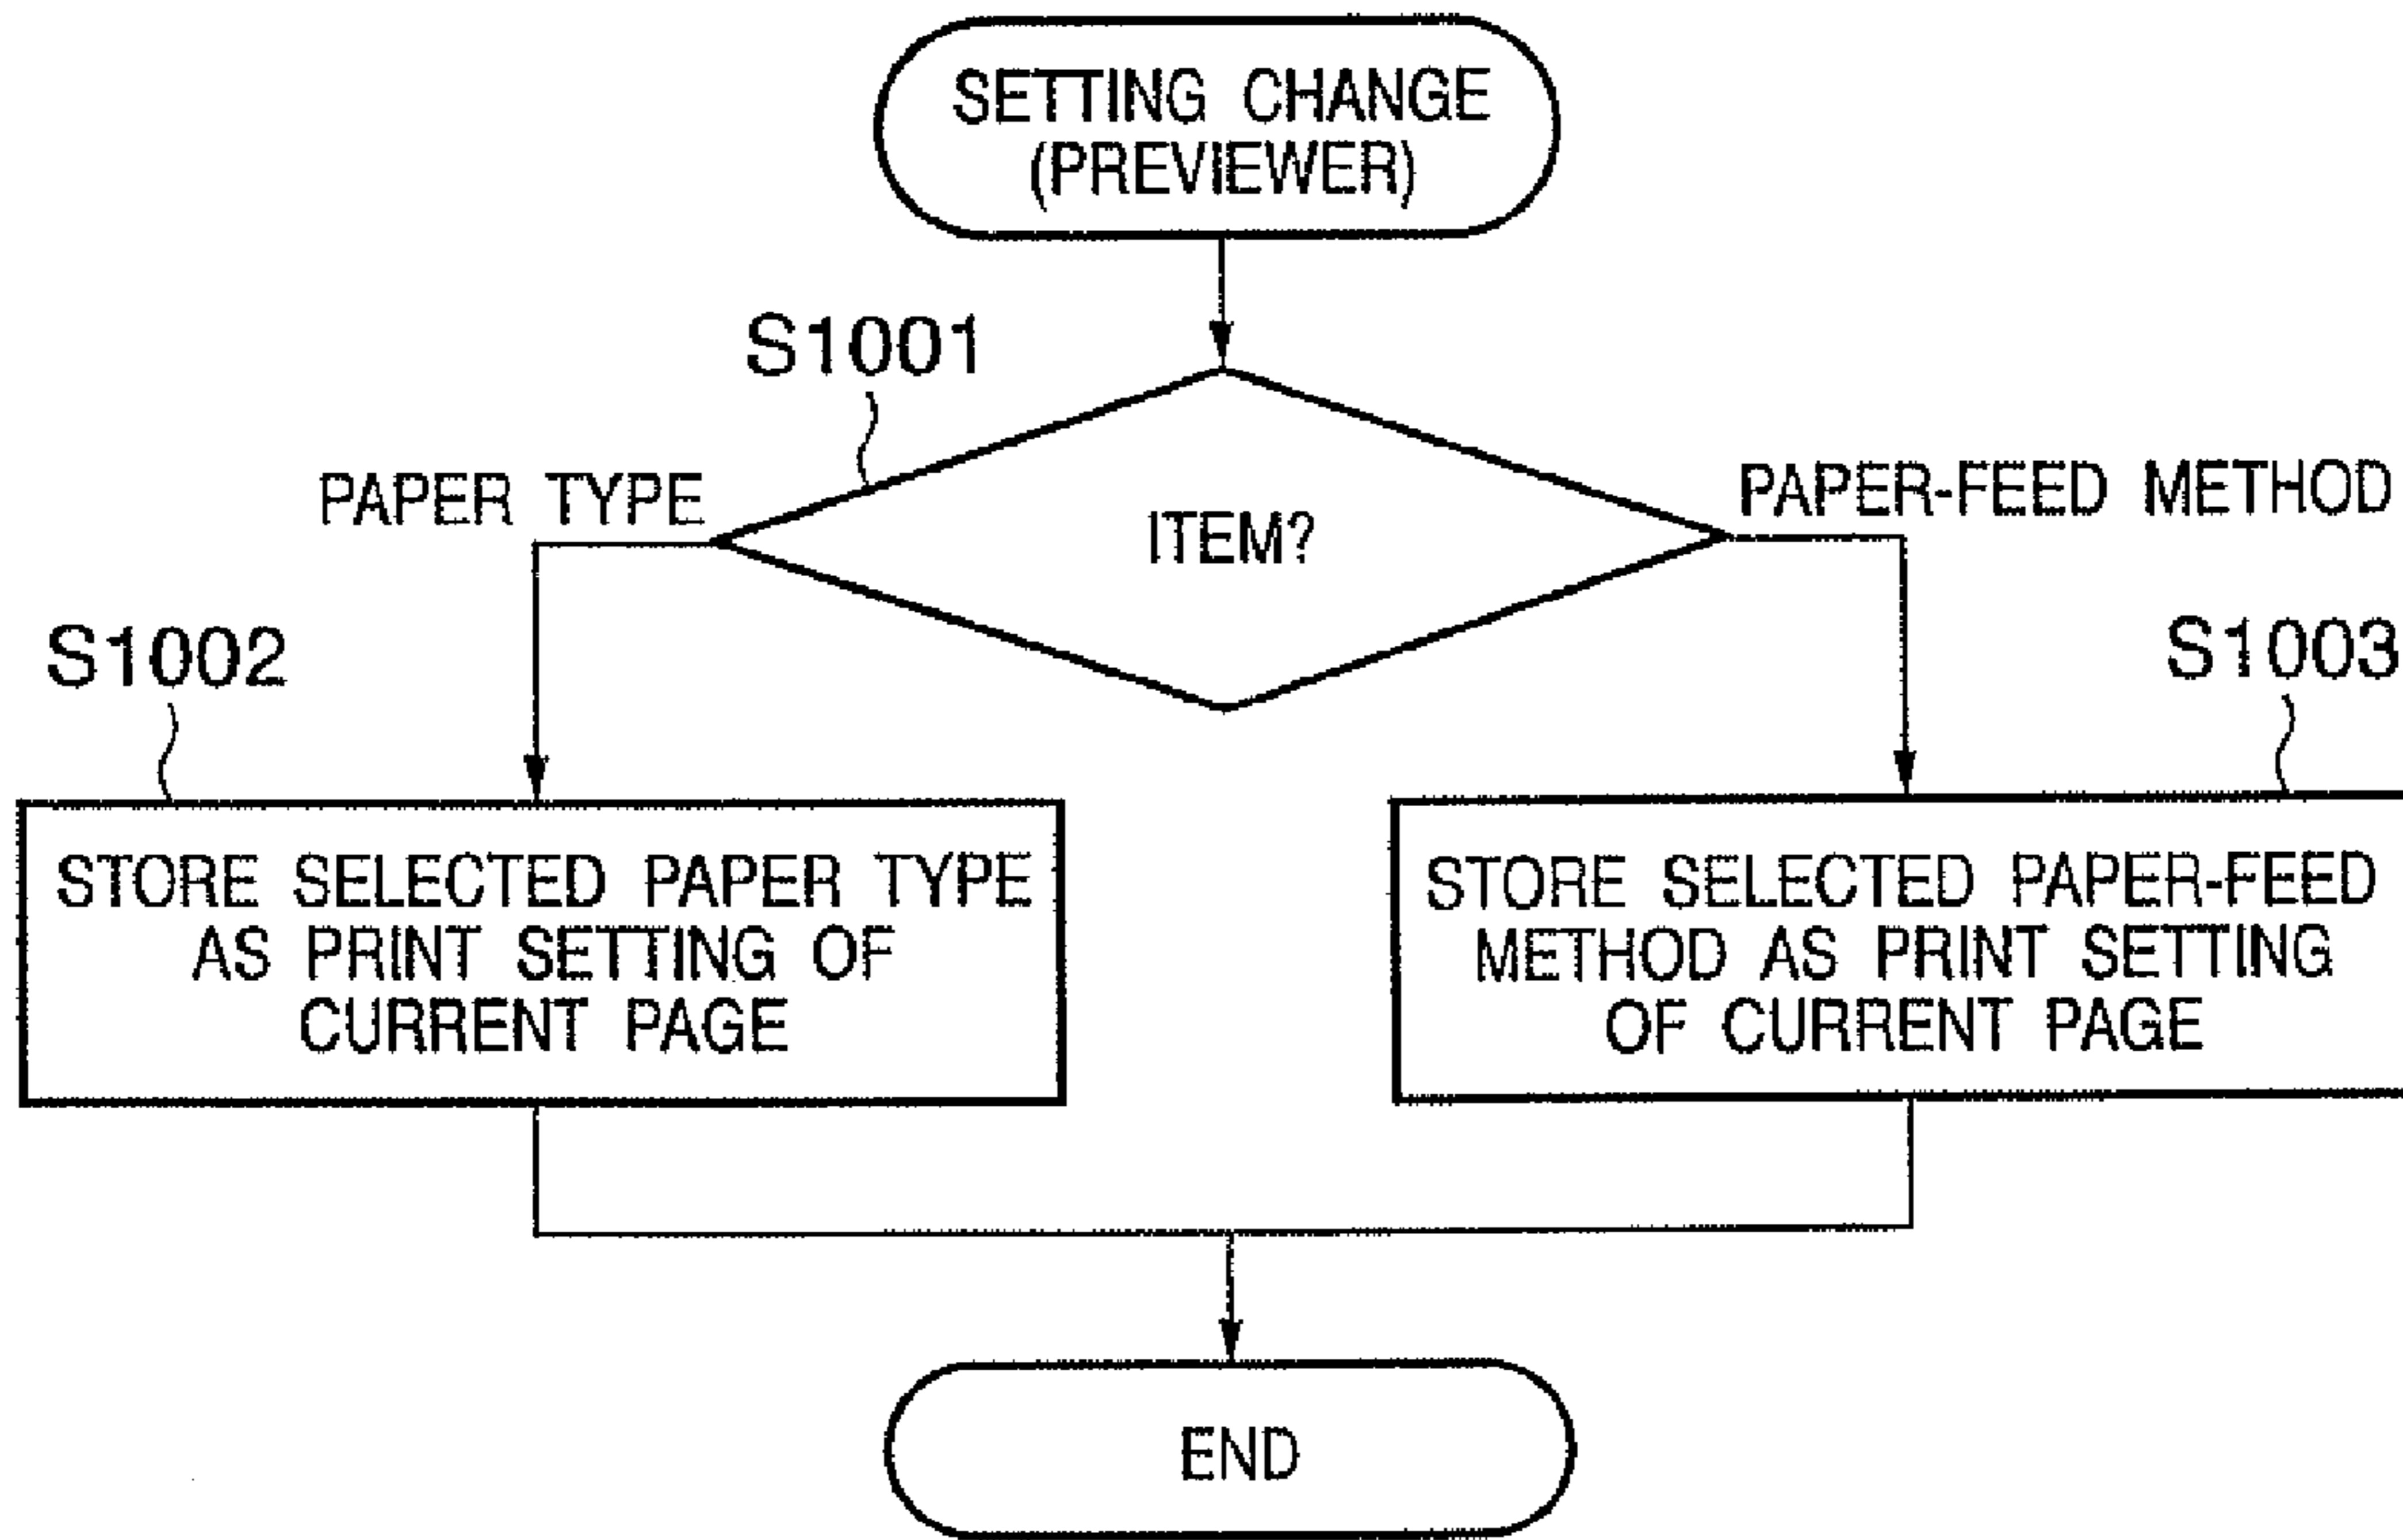 SETTING CHANGE
(PREVIEWER)
S1001
PAPER TYPE
ITEM?
PAPER-FEED METHOD
S1002
S1003
STORE SELECTED PAPER TYPE
AS PRINT SETTING OF
CURRENT PAGE
STORE SELECTED PAPER-FEED
METHOD AS PRINT SETTING
OF CURRENT PAGE
END